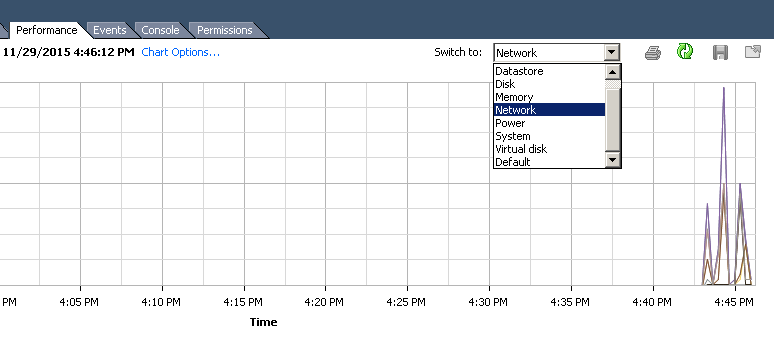 Performance Events Console Permissions
11/29/2015 4:46:12 PM Chart Options... Switch to: Network
Datastore
Disk
Memory
Network
Power
System
Virtual disk
Default
PM 4:05 PM 4:10 PM 4:15 PM 4:20 PM 4:25 PM 4:30 PM 4:35 PM 4:40 PM 4:45 PM
Time